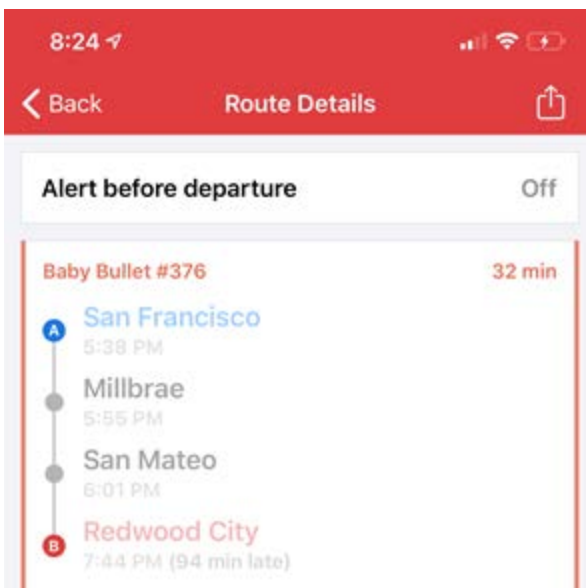 8:24
Back Route Details
Alert before departure Off
Baby Bullet #376 32 min
A San Francisco
5:38 PM
Millbrae
5:55 PM
San Mateo
6:01 PM
B Redwood City
7:44 PM (94 min late)